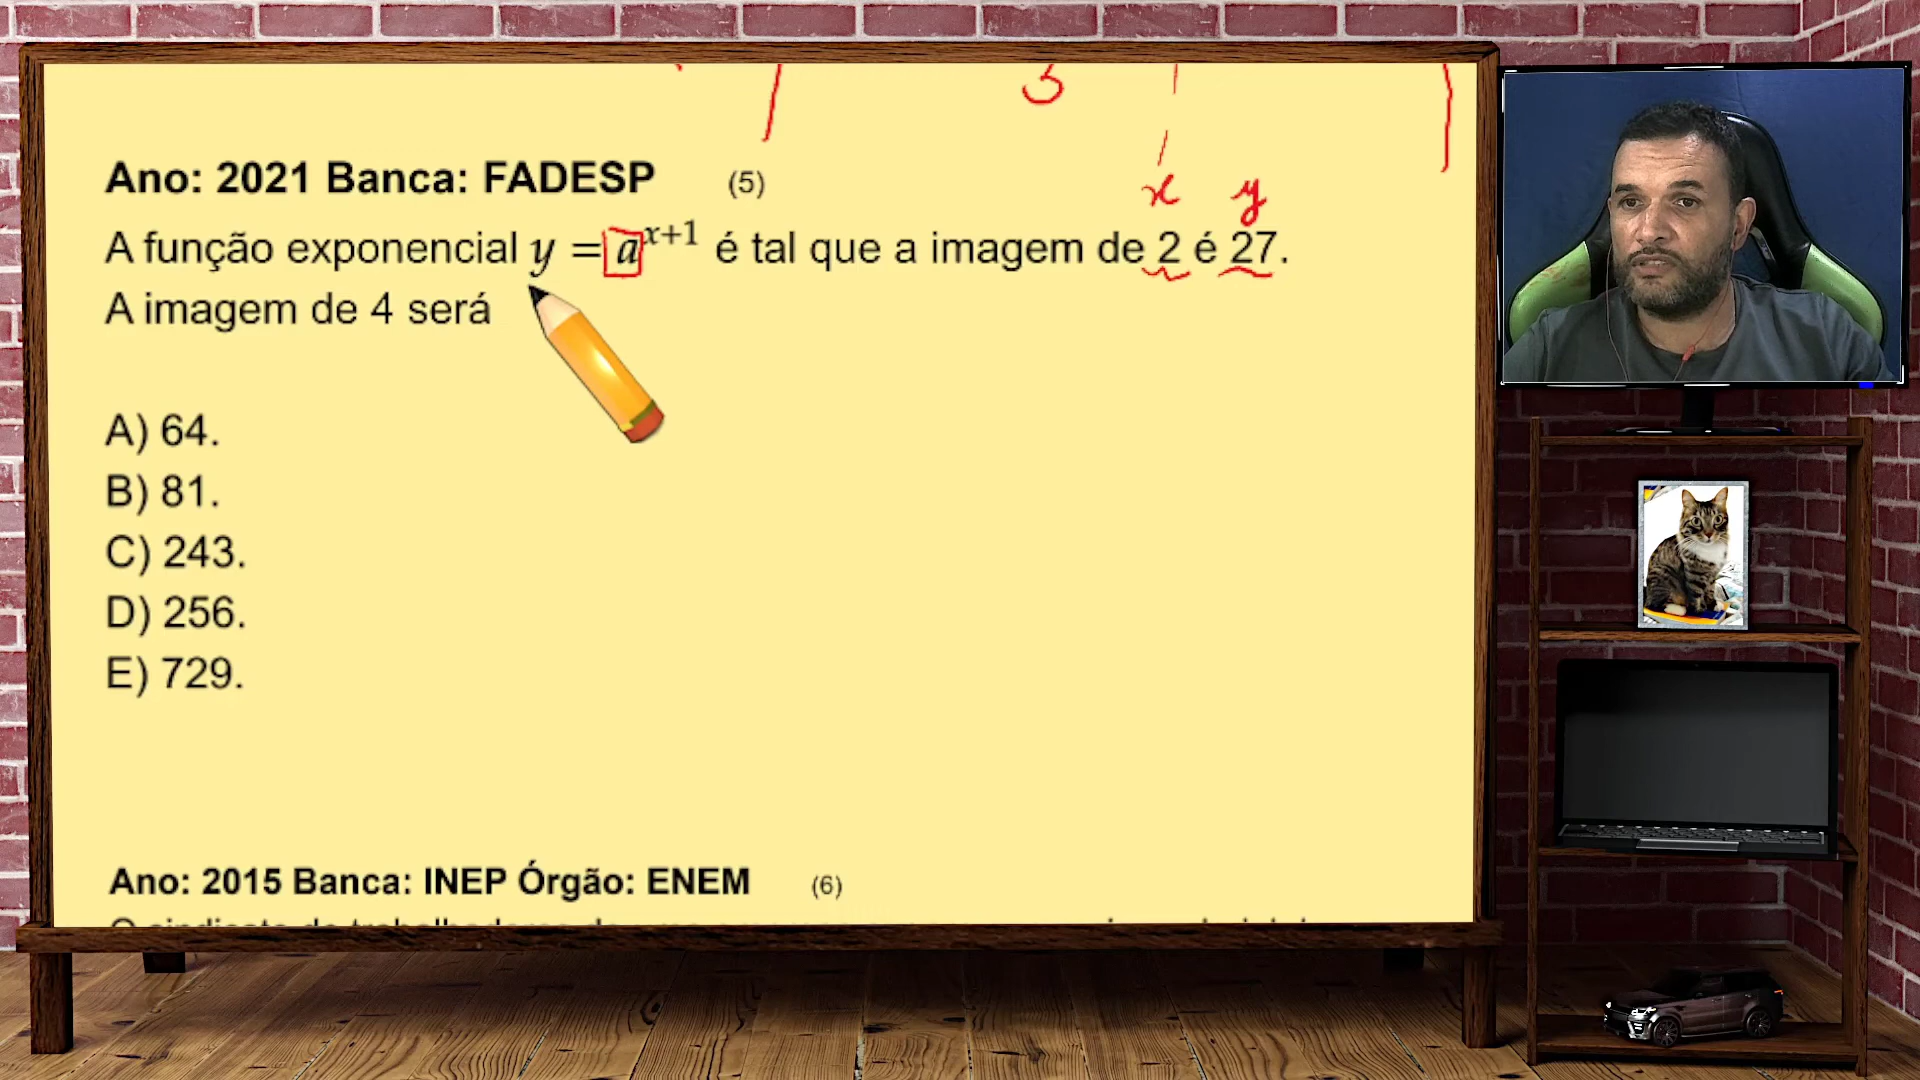 3
Ano: 2021 Banca: FADESP (5)
x y
A função exponencial y = a^{x+1} é tal que a imagem de 2 é 27.
A imagem de 4 será
A) 64.
B) 81.
C) 243.
D) 256.
E) 729.
Ano: 2015 Banca: INEP Órgão: ENEM (6)